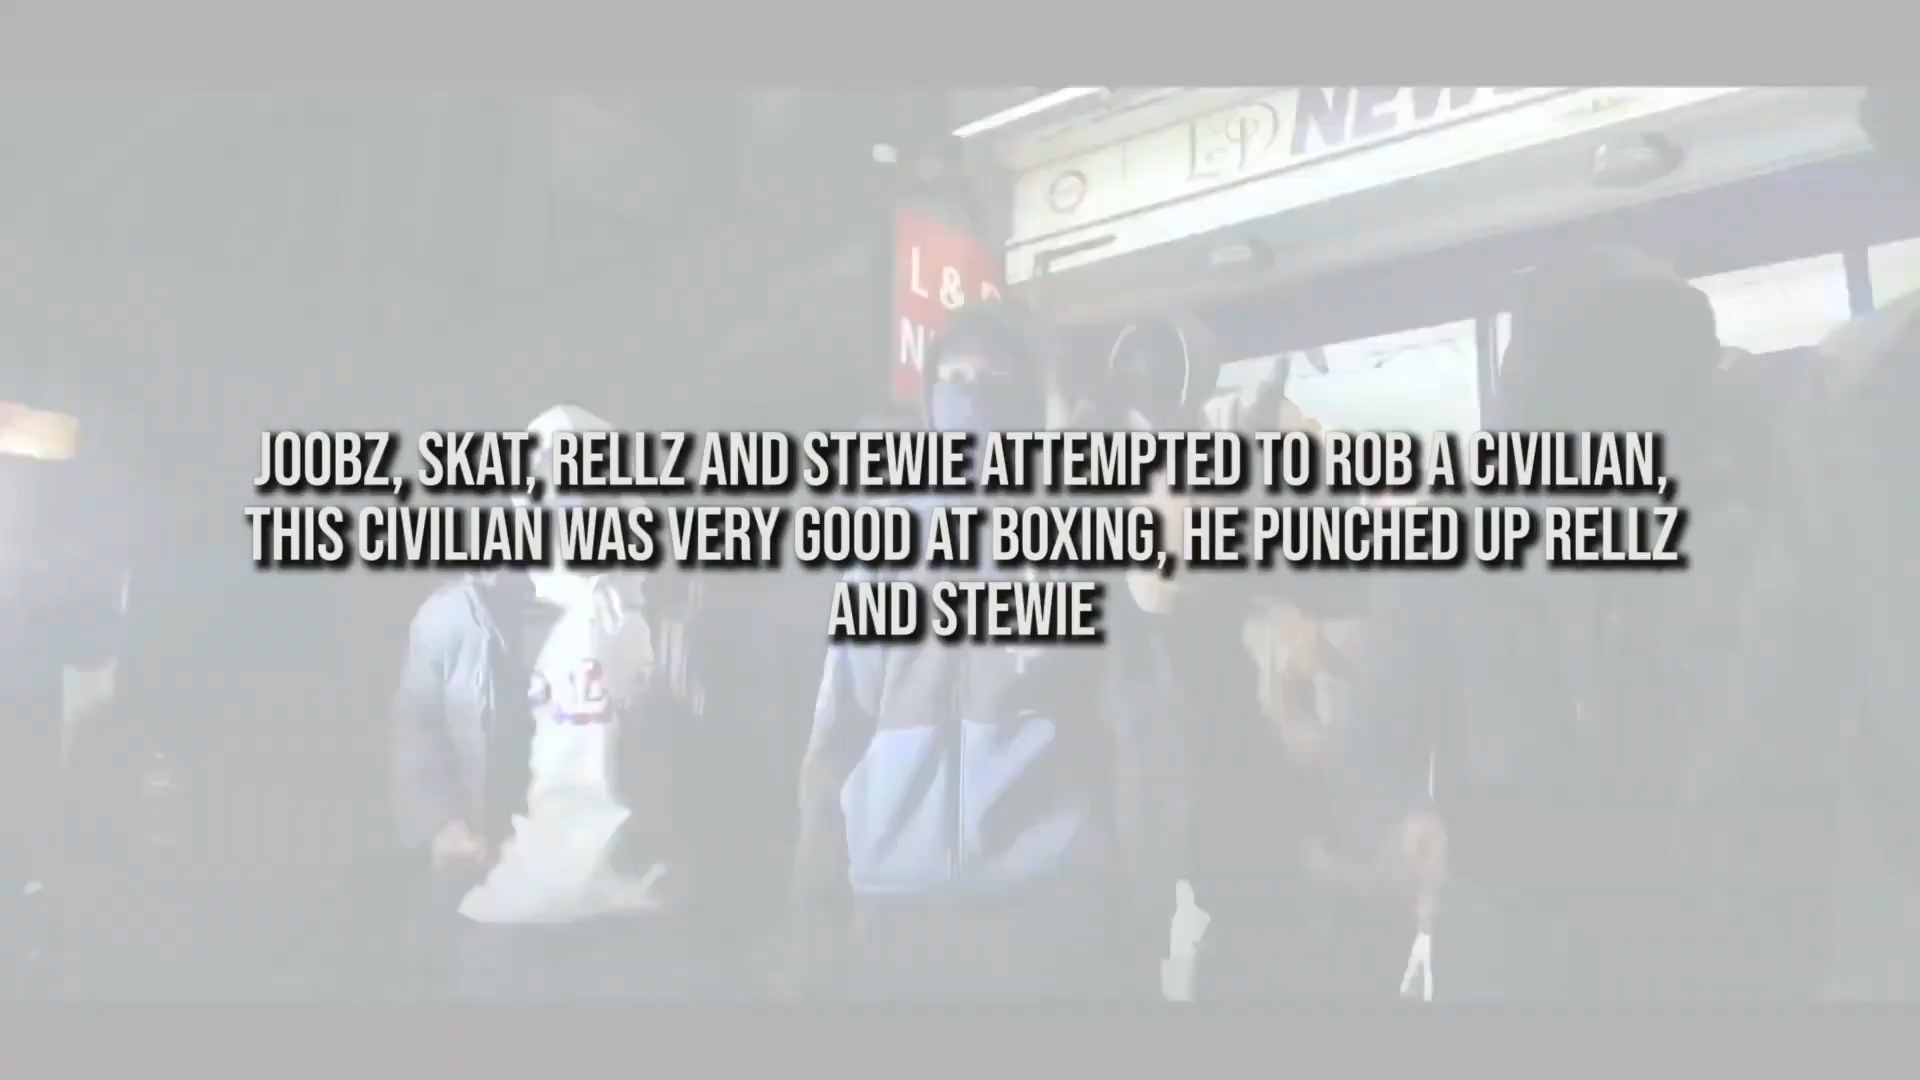 L&D NEW
L &
N
JOOBZ, SKAT, RELLZ AND STEWIE ATTEMPTED TO ROB A CIVILIAN,
THIS CIVILIAN WAS VERY GOOD AT BOXING, HE PUNCHED UP RELLZ
AND STEWIE